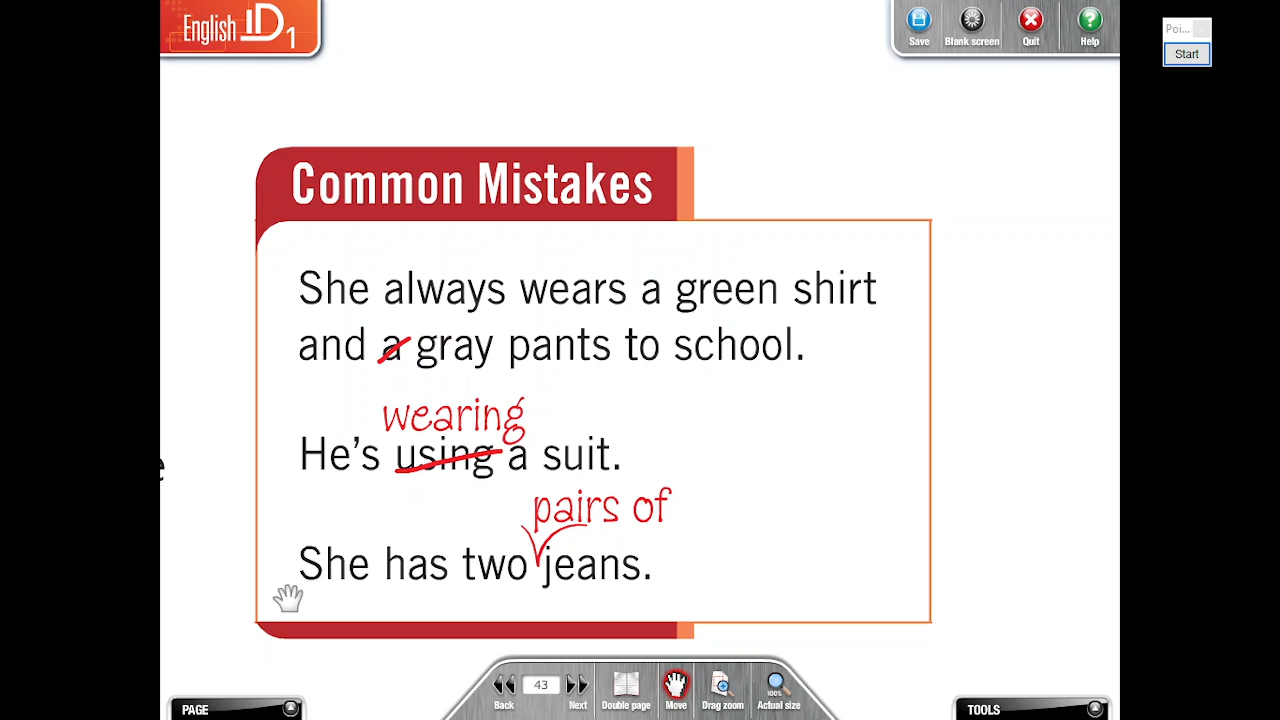 English ID 1
Save Blank screen Quit Help
Poi...
Start
Common Mistakes
She always wears a green shirt
and a gray pants to school.
wearing
He's using a suit.
pairs of
She has two jeans.
e
43
Back Next Double page Move Drag zoom 100% Actual size
PAGE
TOOLS